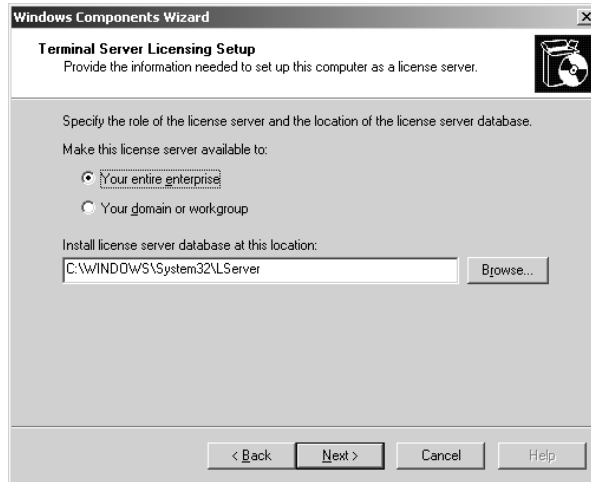 Windows Components Wizard
Terminal Server Licensing Setup
Provide the information needed to set up this computer as a license server.
Specify the role of the license server and the location of the license server database.
Make this license server available to:
Your entire enterprise
Your domain or workgroup
Install license server database at this location:
C:\WINDOWS\System32\LServer
Browse...
< Back
Next >
Cancel
Help